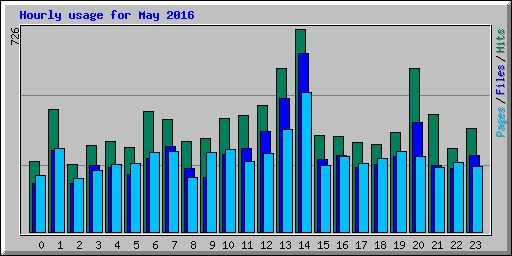 Hourly usage for May 2016
726
Pages / Files / Hits
0 1 2 3 4 5 6 7 8 9 10 11 12 13 14 15 16 17 18 19 20 21 22 23